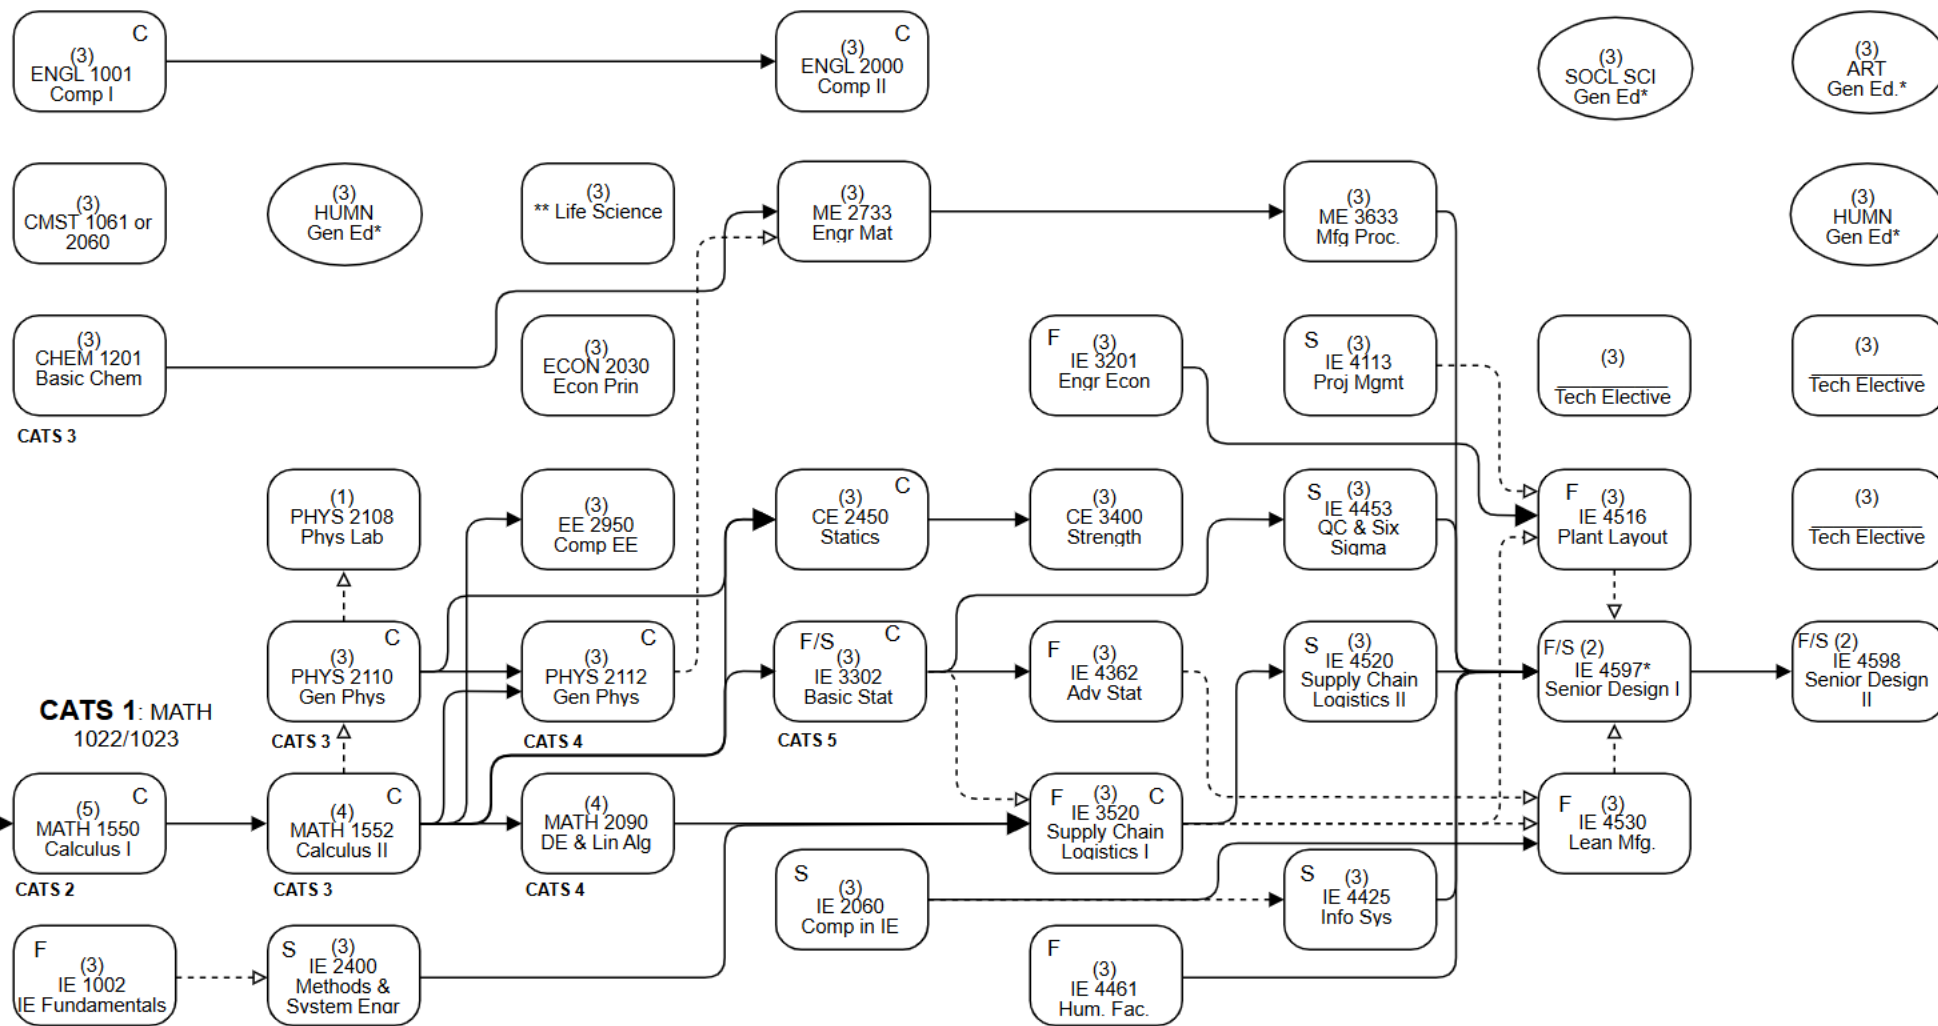 C
(3)
ENGL 1001
Comp I
C
(3)
ENGL 2000
Comp II
(3)
SOCL SCI
Gen Ed*
(3)
ART
Gen Ed.*
(3)
CMST 1061 or
2060
(3)
HUMN
Gen Ed*
(3)
** Life Science
(3)
ME 2733
Engr Mat
(3)
ME 3633
Mfg Proc.
(3)
HUMN
Gen Ed*
(3)
CHEM 1201
Basic Chem
CATS 3
(3)
ECON 2030
Econ Prin
F (3)
IE 3201
Engr Econ
S (3)
IE 4113
Proj Mgmt
(3)
Tech Elective
(3)
Tech Elective
(1)
PHYS 2108
Phys Lab
(3)
EE 2950
Comp EE
C
(3)
CE 2450
Statics
(3)
CE 3400
Strength
S (3)
IE 4453
QC & Six
Sigma
F (3)
IE 4516
Plant Layout
(3)
Tech Elective
C
(3)
PHYS 2110
Gen Phys
CATS 3
C
(3)
PHYS 2112
Gen Phys
CATS 4
F/S C
(3)
IE 3302
Basic Stat
CATS 5
F (3)
IE 4362
Adv Stat
S (3)
IE 4520
Supply Chain
Logistics II
F/S (2)
IE 4597*
Senior Design I
F/S (2)
IE 4598
Senior Design
II
CATS 1: MATH
1022/1023
C
(5)
MATH 1550
Calculus I
CATS 2
C
(4)
MATH 1552
Calculus II
CATS 3
(4)
MATH 2090
DE & Lin Alg
CATS 4
F (3) C
IE 3520
Supply Chain
Logistics I
F (3)
IE 4530
Lean Mfg.
S
(3)
IE 2060
Comp in IE
S (3)
IE 4425
Info Sys
F
(3)
IE 1002
IE Fundamentals
S (3)
IE 2400
Methods &
System Engr
F
(3)
IE 4461
Hum. Fac.